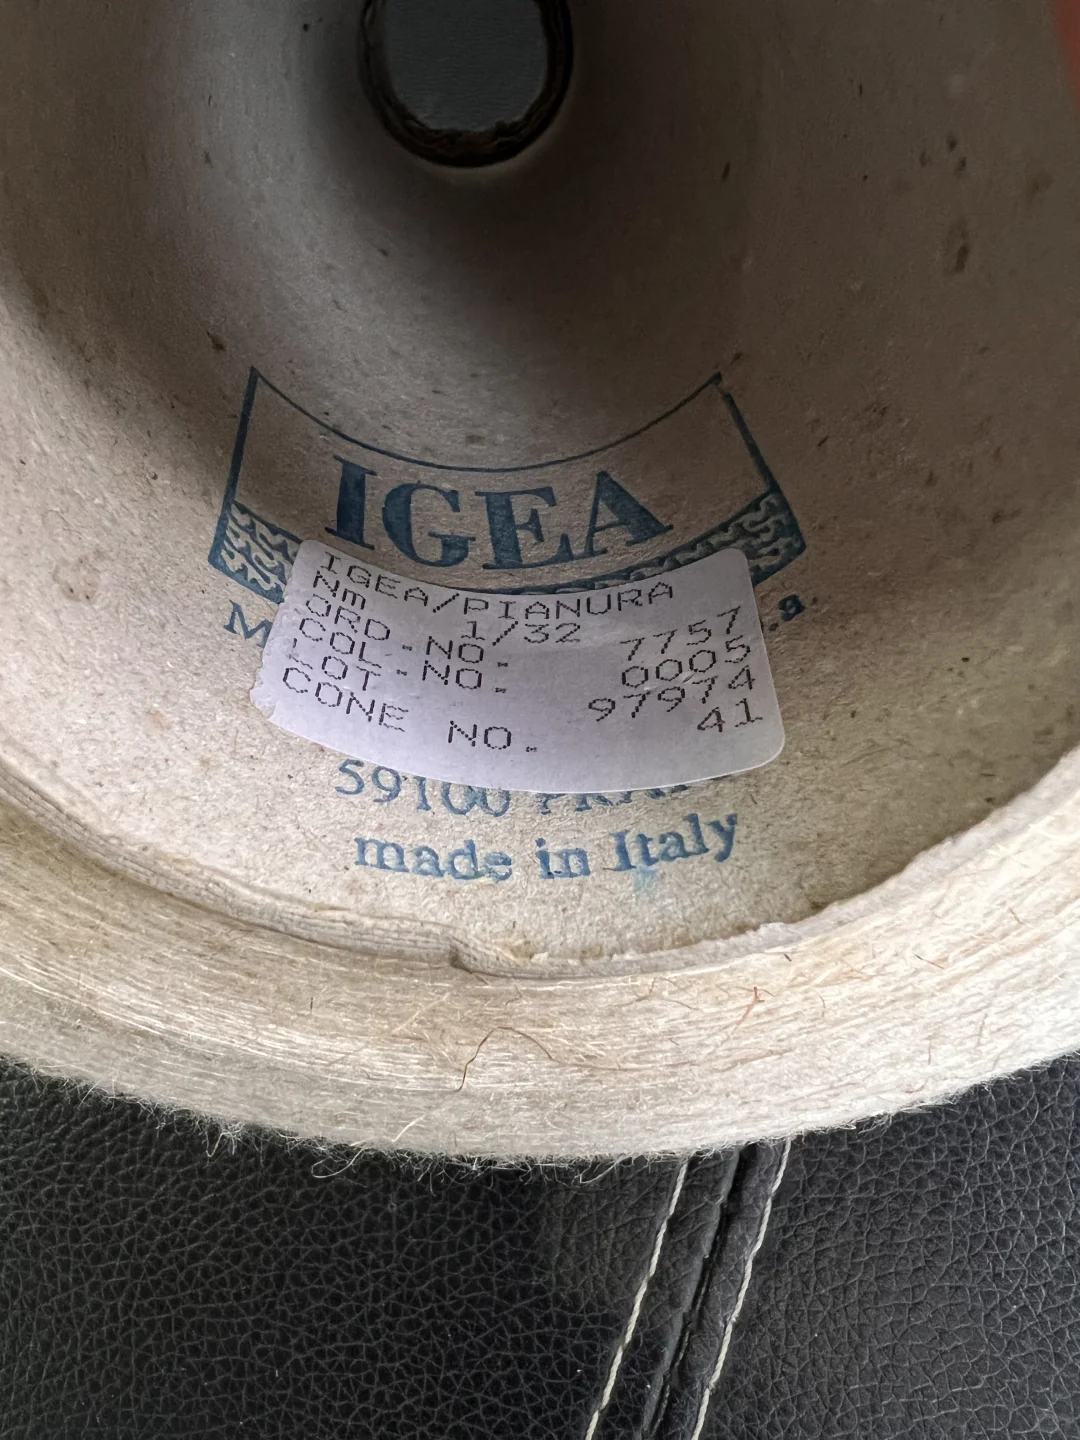 IGEA
IGEA/PIANURA
Nm 1/32
ORD.NO. 7757
COL.NO. 0005
LOT 97974
CONE NO. 41
59100
made in Italy